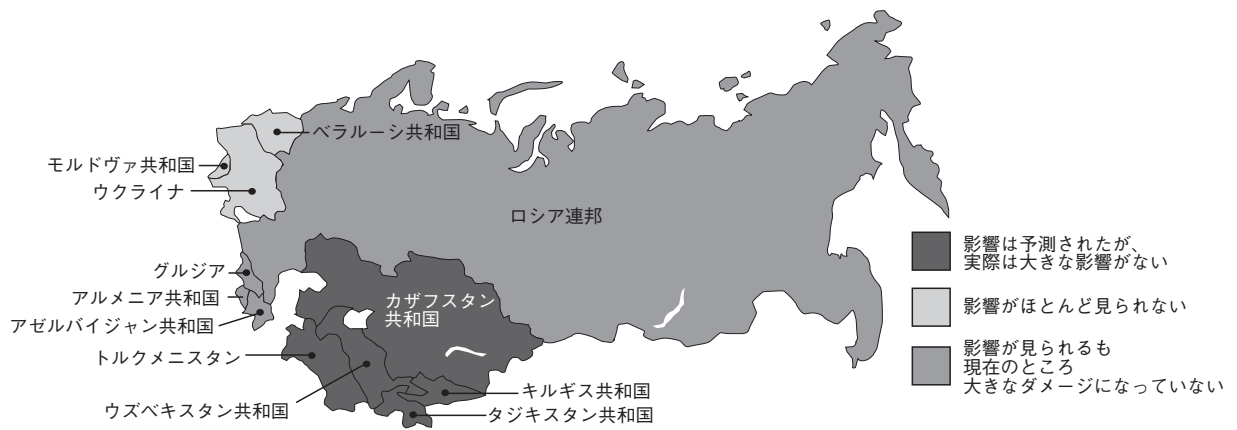 ベラルーシ共和国
モルドヴァ共和国
ウクライナ
ロシア連邦
グルジア
アルメニア共和国
アゼルバイジャン共和国
トルクメニスタン
ウズベキスタン共和国
カザフスタン
共和国
キルギス共和国
タジキスタン共和国
影響は予測されたが、
実際は大きな影響がない
影響がほとんど見られない
影響が見られるも
現在のところ
大きなダメージになっていない